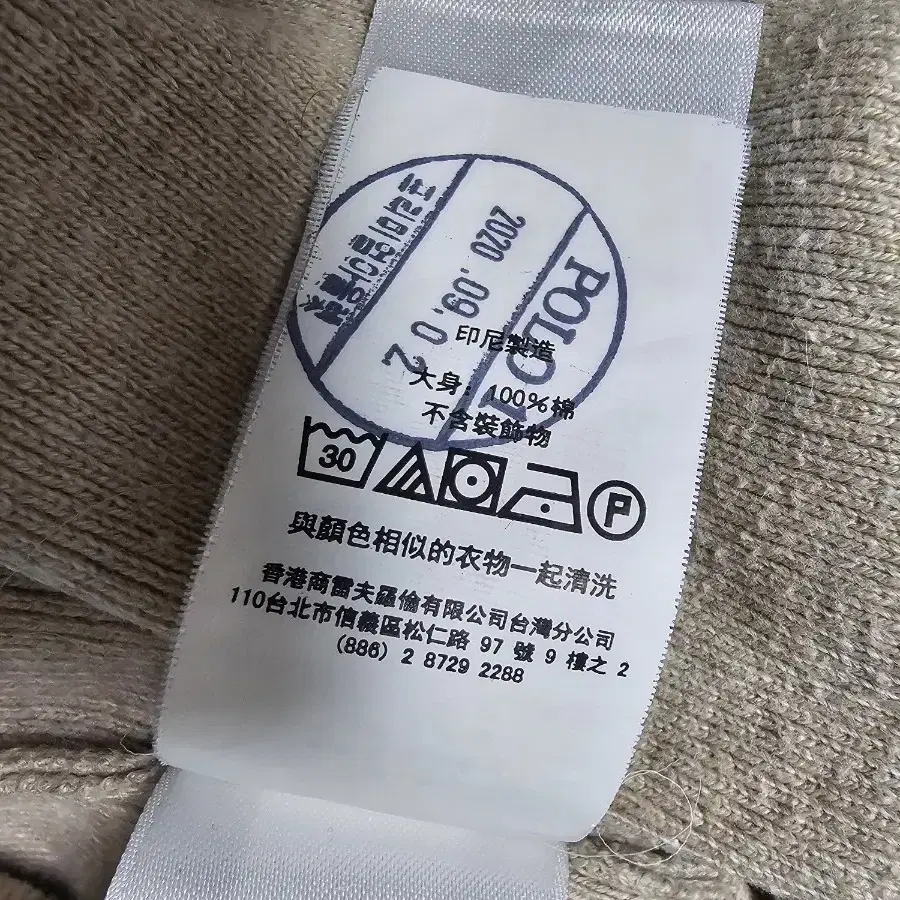 2020.09.02
POLO
印尼製造
大身: 100%棉
不含裝飾物
30
P
與顏色相似的衣物一起清洗
香港商雷夫羅倫有限公司台灣分公司
110台北市信義區松仁路 97 號 9 樓之 2
(886) 2 8729 2288